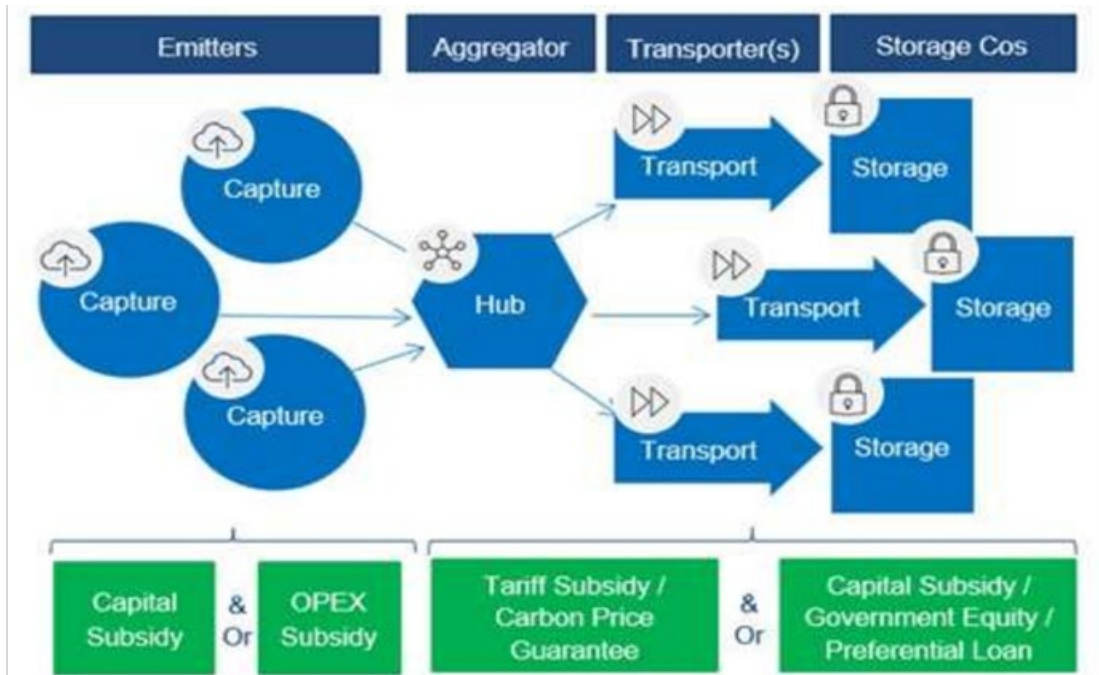 Emitters
Aggregator
Transporter(s)
Storage Cos
Capture
Capture
Capture
Hub
Transport
Storage
Transport
Storage
Transport
Storage
Capital
Subsidy
&
Or
OPEX
Subsidy
Tariff Subsidy /
Carbon Price
Guarantee
&
Or
Capital Subsidy /
Government Equity /
Preferential Loan